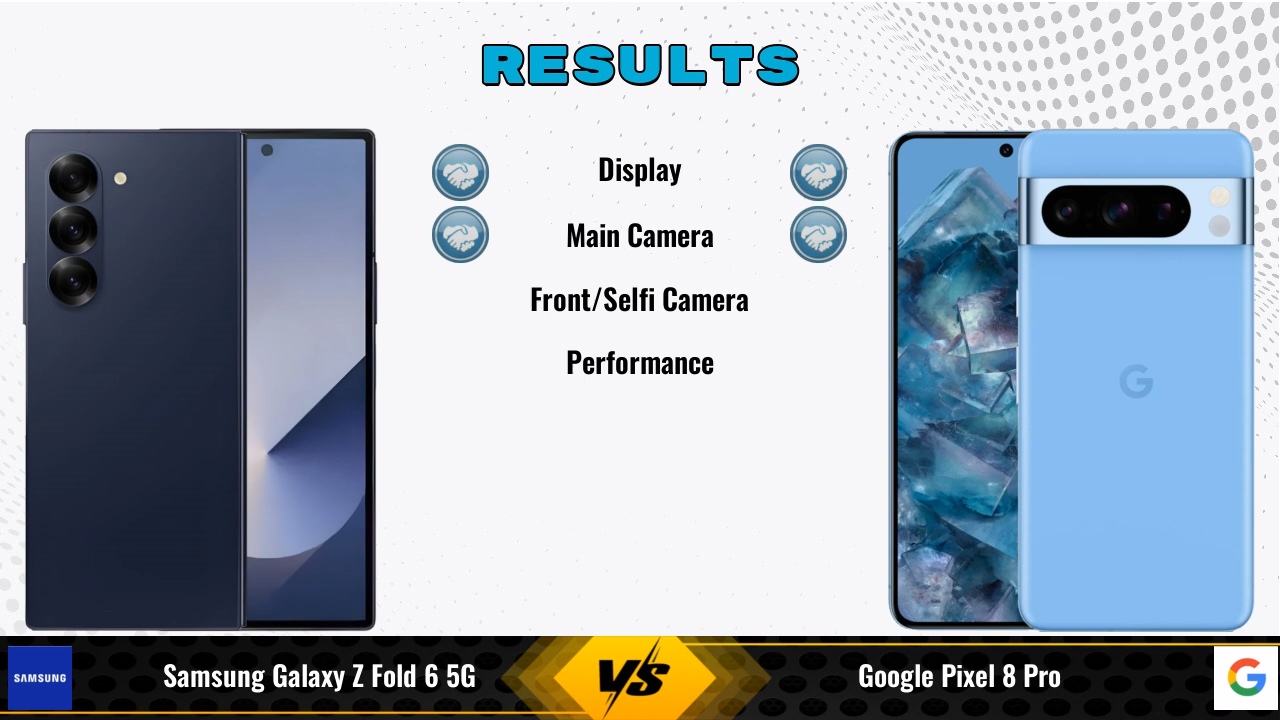 RESULTS
Display
Main Camera
Front/Selfi Camera
Performance
G
SAMSUNG
Samsung Galaxy Z Fold 6 5G
VS
Google Pixel 8 Pro
G